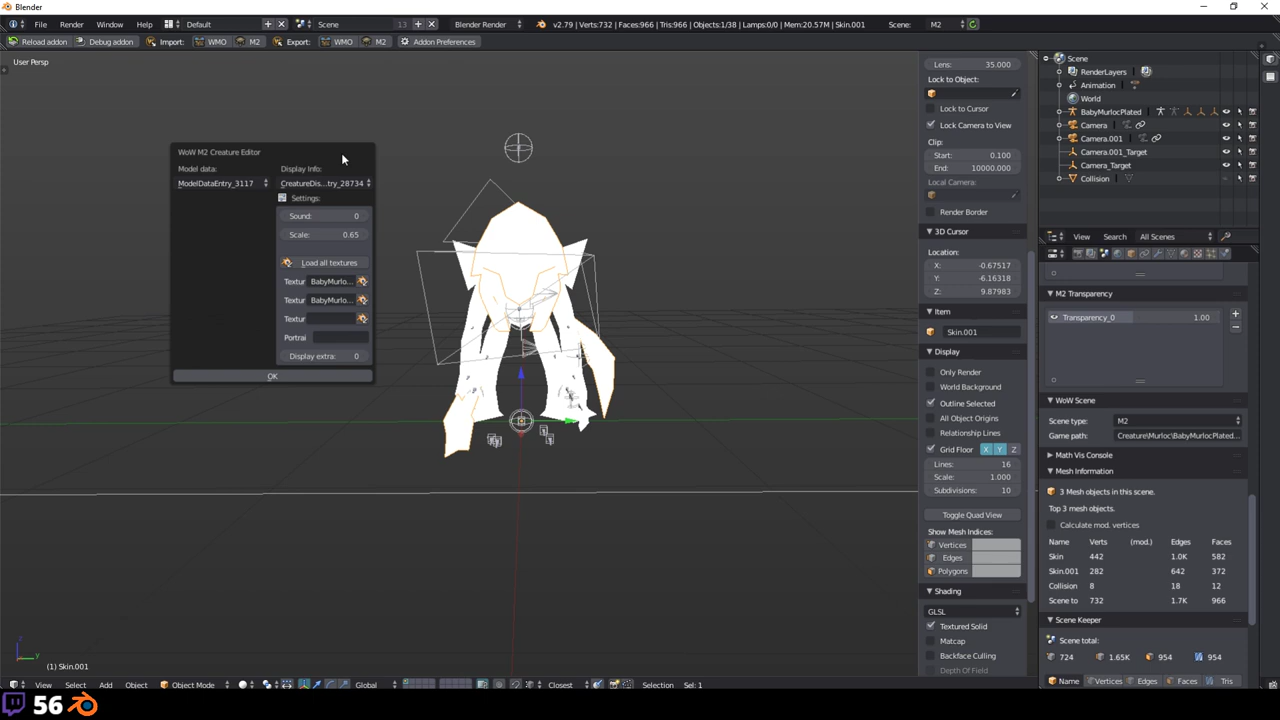 Blender
File Render Window Help Default Scene 13 Blender Render v2.79 | Verts:732 | Faces:966 | Tris:966 | Objects:1/38 | Lamps:0/0 | Mem:20.57M | Skin.001 Scene: M2
Reload addon Debug addon Import: WMO M2 Export: WMO M2 Addon Preferences
User Persp
WoW M2 Creature Editor
Model data: Display Info:
ModelDataEntry_3117 CreatureDis...try_28734
Settings:
Sound: 0
Scale: 0.65
Load all textures
Textur BabyMurlo...
Textur BabyMurlo...
Textur
Portrai
Display extra: 0
OK
z
y
(1) Skin.001
View Select Add Object Object Mode Global Closest Selection Sel: 1
56
Lens: 35.000
Lock to Object:
Lock to Cursor
Lock Camera to View
Clip:
Start: 0.100
End: 10000.000
Local Camera:
Render Border
3D Cursor
Location:
X: -0.67517
Y: -6.16318
Z: 9.87983
Item
Skin.001
Display
Only Render
World Background
Outline Selected
All Object Origins
Relationship Lines
Grid Floor X Y Z
Lines: 16
Scale: 1.000
Subdivisions: 10
Toggle Quad View
Show Mesh Indices:
Vertices
Edges
Polygons
Shading
GLSL
Textured Solid
Matcap
Backface Culling
Depth Of Field
Scene
RenderLayers
Animation
World
BabyMurlocPlated
Camera
Camera.001
Camera.001_Target
Camera_Target
Collision
View Search All Scenes
M2 Transparency
Transparency_0 1.00
WoW Scene
Scene type: M2
Game path: Creature\Murloc\BabyMurlocPlated...
Math Vis Console
Mesh Information
3 Mesh objects in this scene.
Top 3 mesh objects.
Calculate mod. vertices
Name Verts (mod.) Edges Faces
Skin 442 1.0K 582
Skin.001 282 642 372
Collision 8 18 12
Scene to 732 1.7K 966
Scene Keeper
Scene total:
724 1.65K 954 954
Name Vertices Edges Faces Tris